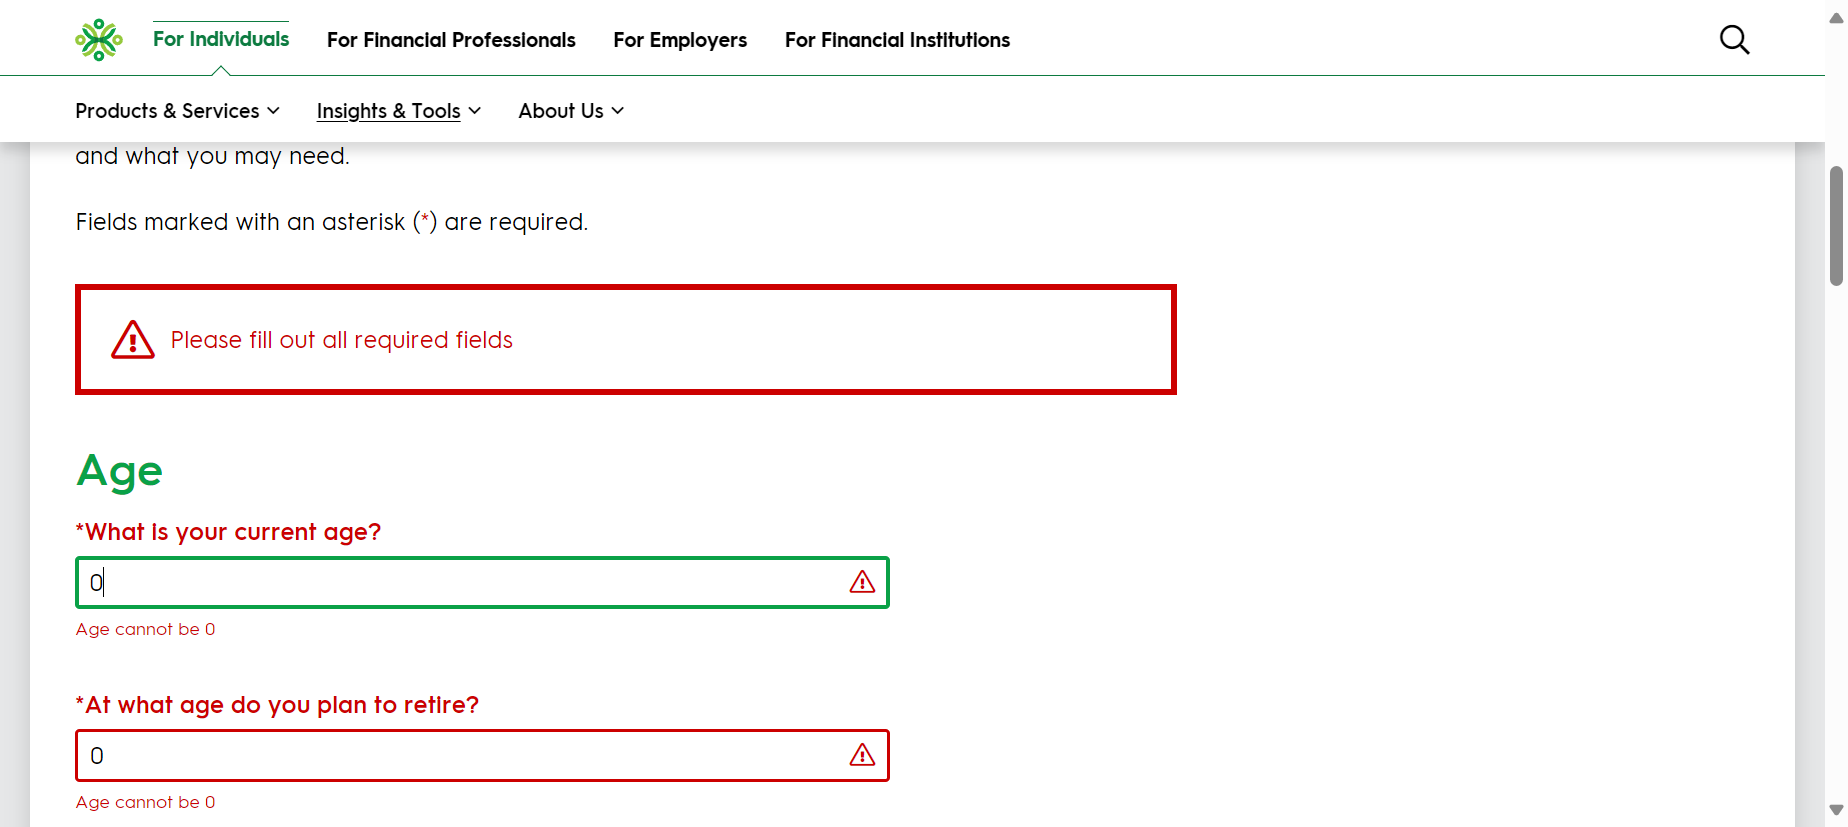 For Individuals For Financial Professionals For Employers For Financial Institutions
Products & Services Insights & Tools About Us
and what you may need.
Fields marked with an asterisk (*) are required.
Please fill out all required fields
Age
*What is your current age?
0
Age cannot be 0
*At what age do you plan to retire?
0
Age cannot be 0